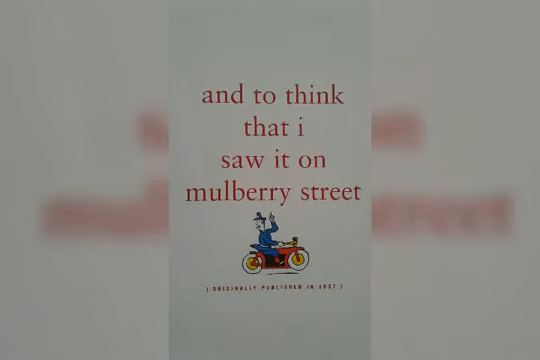 and to think
that i
saw it on
mulberry street
[ ORIGINALLY PUBLISHED IN 1937 ]